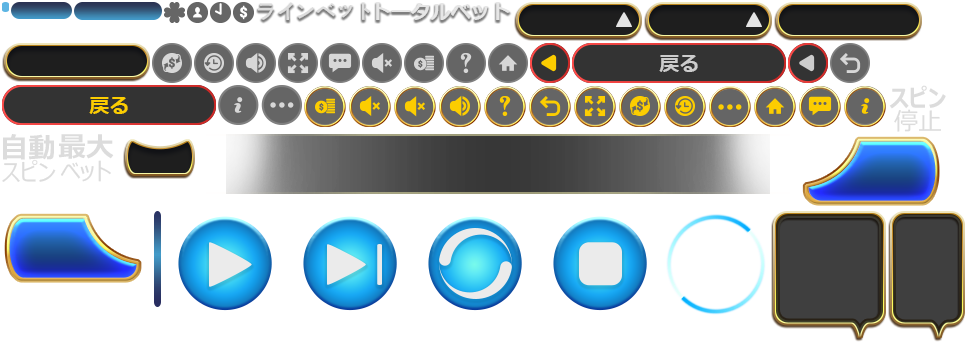 ラインベットトータルベット
戻る
戻る
スピン
停止
自動最大
スピンベット